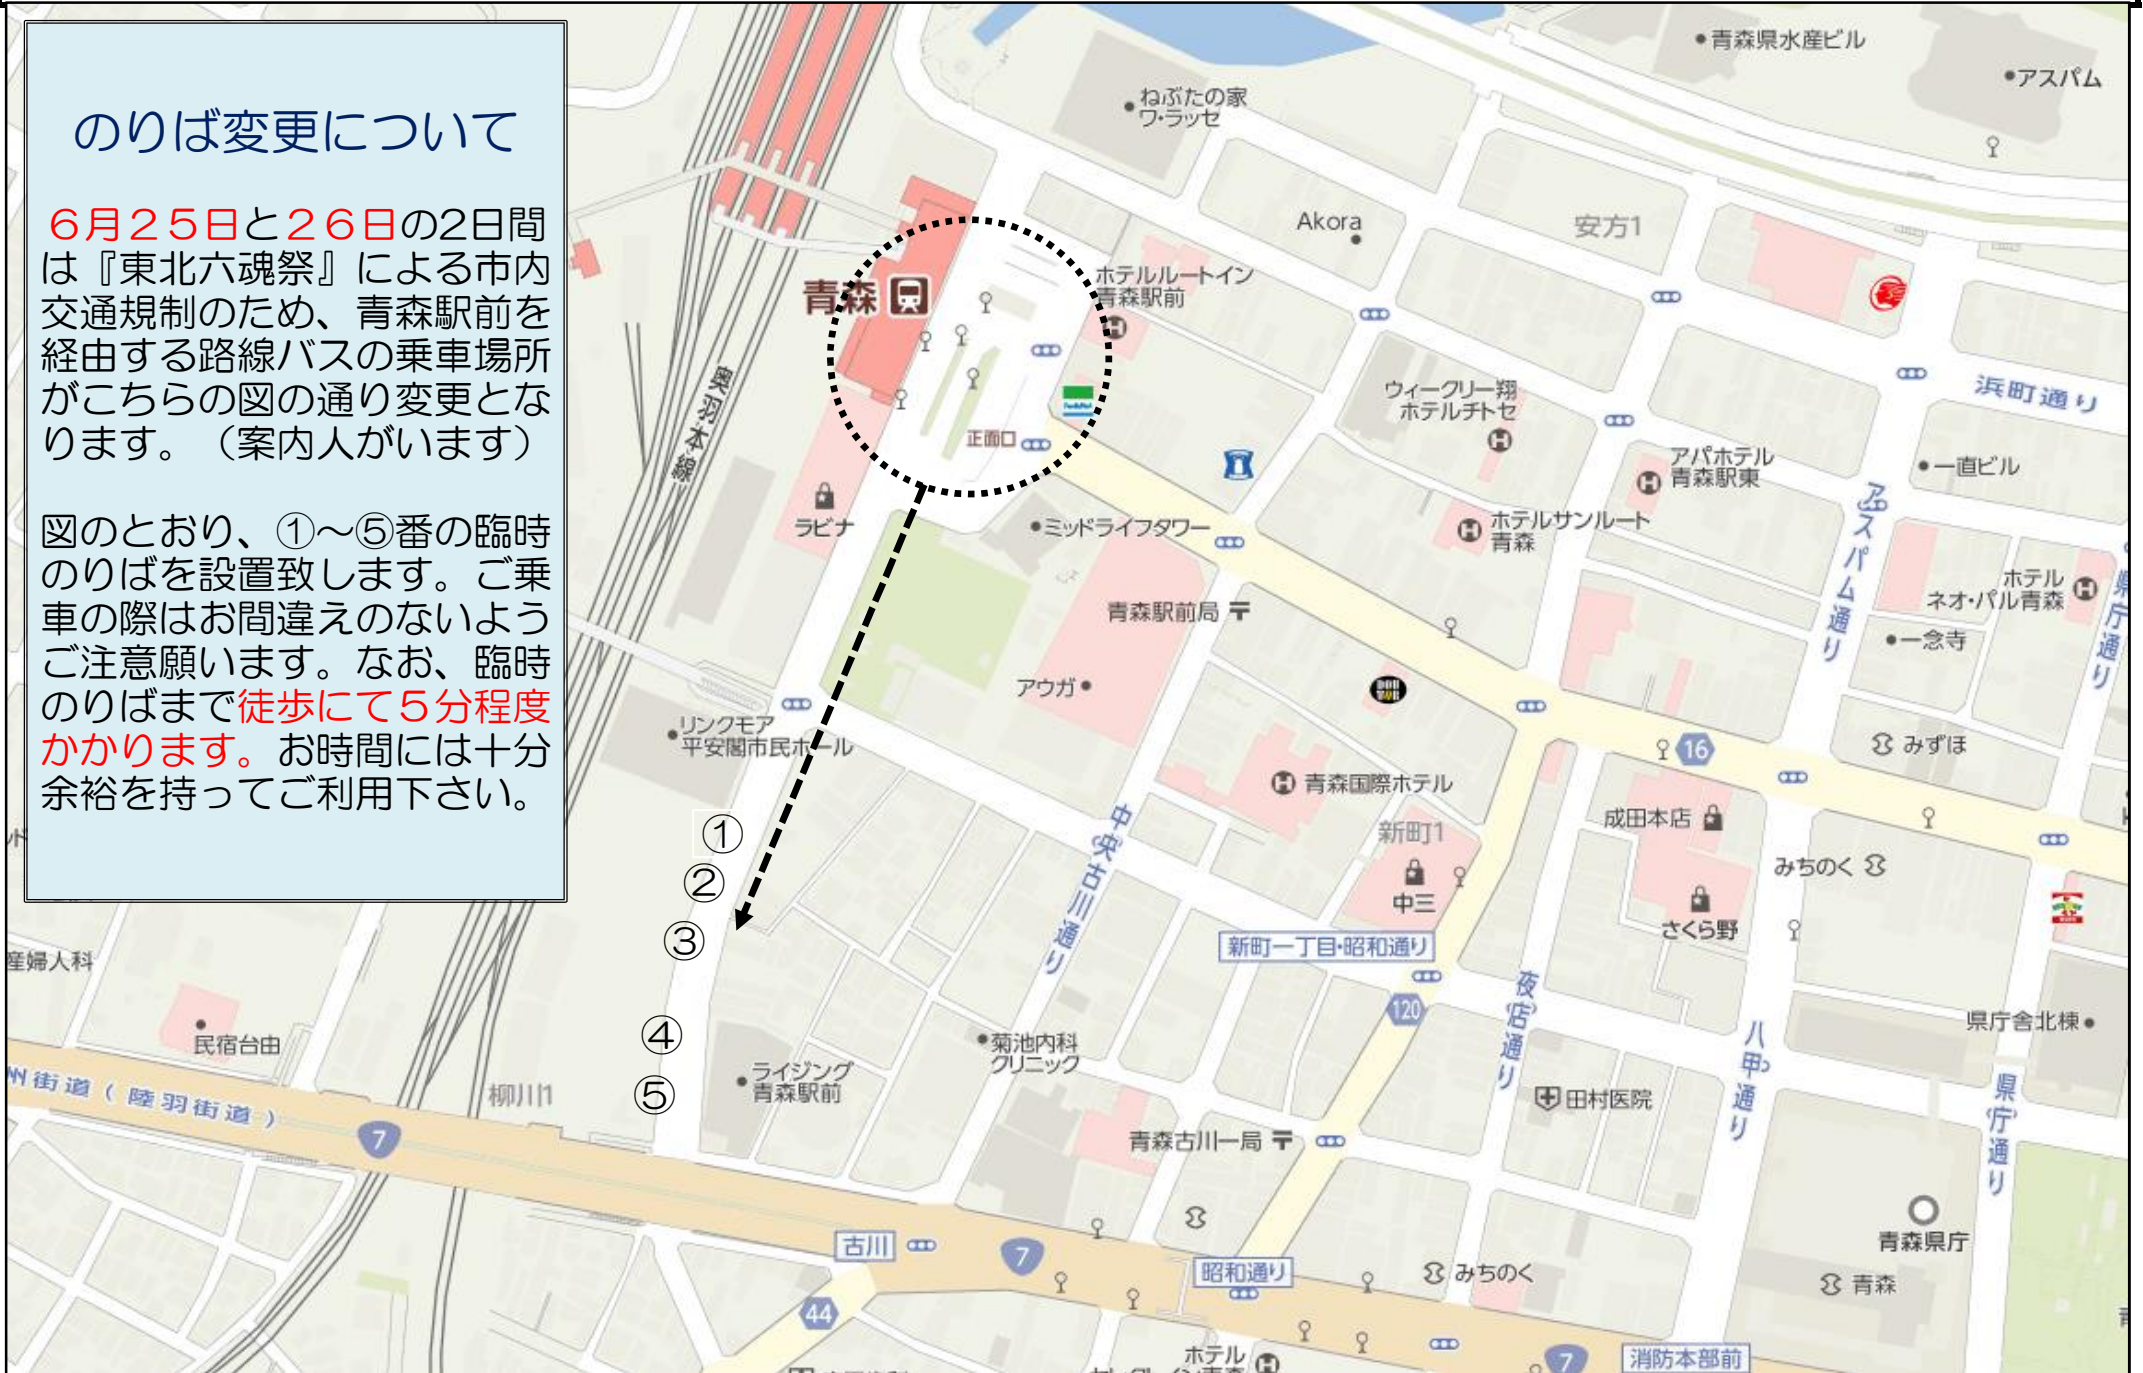 のりば変更について
６月２５日と２６日の2日間
は『東北六魂祭』による市内
交通規制のため、青森駅前を
経由する路線バスの乗車場所
がこちらの図の通り変更とな
ります。（案内人がいます）
図のとおり、①～⑤番の臨時
のりばを設置致します。ご乗
車の際はお間違えのないよう
ご注意願います。なお、臨時
のりばまで徒歩にて５分程度
かかります。お時間には十分
余裕を持ってご利用下さい。
青森県水産ビル
アスパム
ねぶたの家
ワ・ラッセ
Akora
安方1
ホテルルートイン
青森駅前
青森
奥羽本線
正面口
ウィークリー翔
ホテルチトセ
浜町通り
アパホテル
青森駅東
一直ビル
アスパム通り
ラビナ
ミッドライフタワー
ホテルサンルート
青森
ホテル
ネオ・パル青森
県庁通り
青森駅前局
一念寺
アウガ
リンクモア
平安閣市民ホール
16
みずほ
青森国際ホテル
成田本店
新町1
中三
中央古川通り
みちのく
さくら野
①
②
③
④
⑤
新町一丁目・昭和通り
120
夜店通り
八甲通り
県庁舎北棟
県庁通り
産婦人科
民宿台由
菊池内科
クリニック
ライジング
青森駅前
田村医院
州街道（陸羽街道）
7
柳川1
青森古川一局
青森県庁
古川
7
昭和通り
みちのく
青森
44
ホテル
7
消防本部前